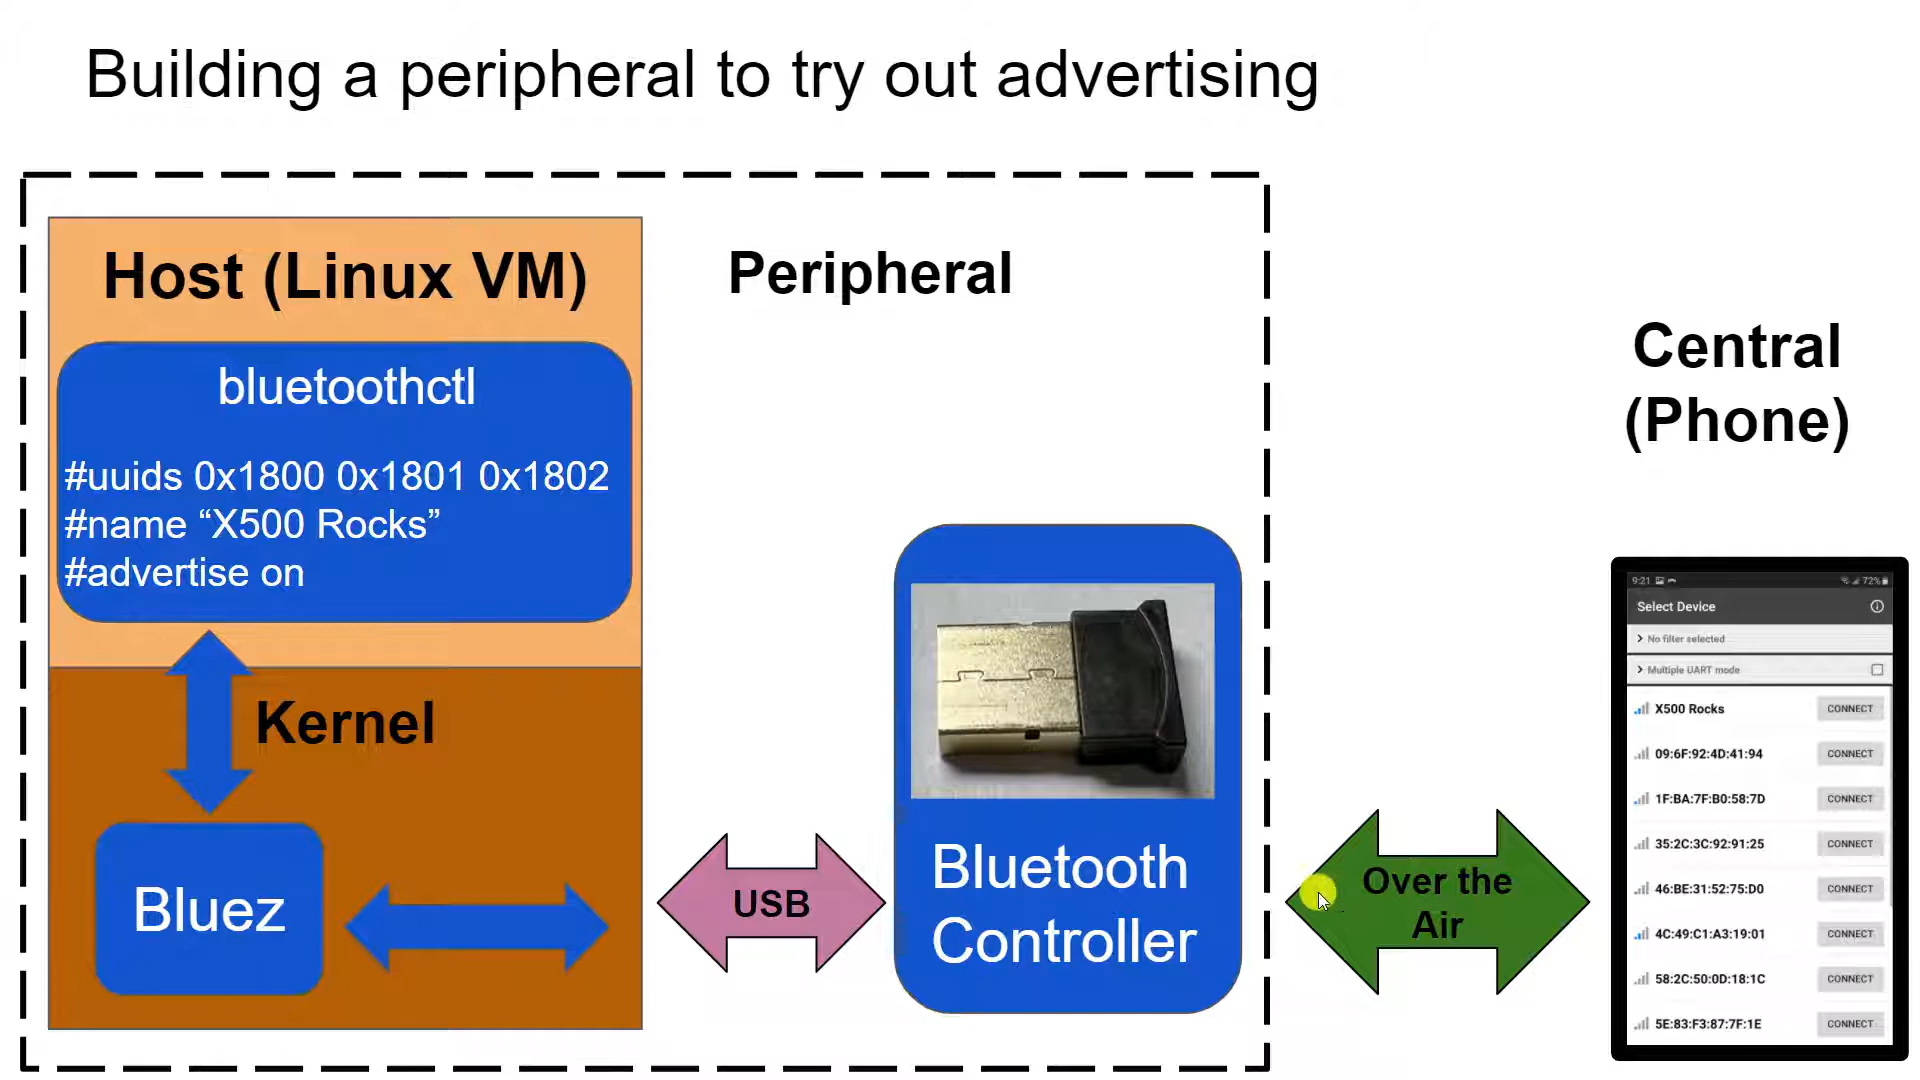 Building a peripheral to try out advertising
Host (Linux VM)
Peripheral
bluetoothctl
#uuids 0x1800 0x1801 0x1802
#name “X500 Rocks”
#advertise on
Kernel
Bluez
USB
Bluetooth
Controller
Over the
Air
Central
(Phone)
9:21 72%
Select Device
No filter selected
Multiple UART mode
X500 Rocks CONNECT
09:6F:92:4D:41:94 CONNECT
1F:BA:7F:B0:58:7D CONNECT
35:2C:3C:92:91:25 CONNECT
46:BE:31:52:75:D0 CONNECT
4C:49:C1:A3:19:01 CONNECT
58:2C:50:0D:18:1C CONNECT
5E:83:F3:87:7F:1E CONNECT